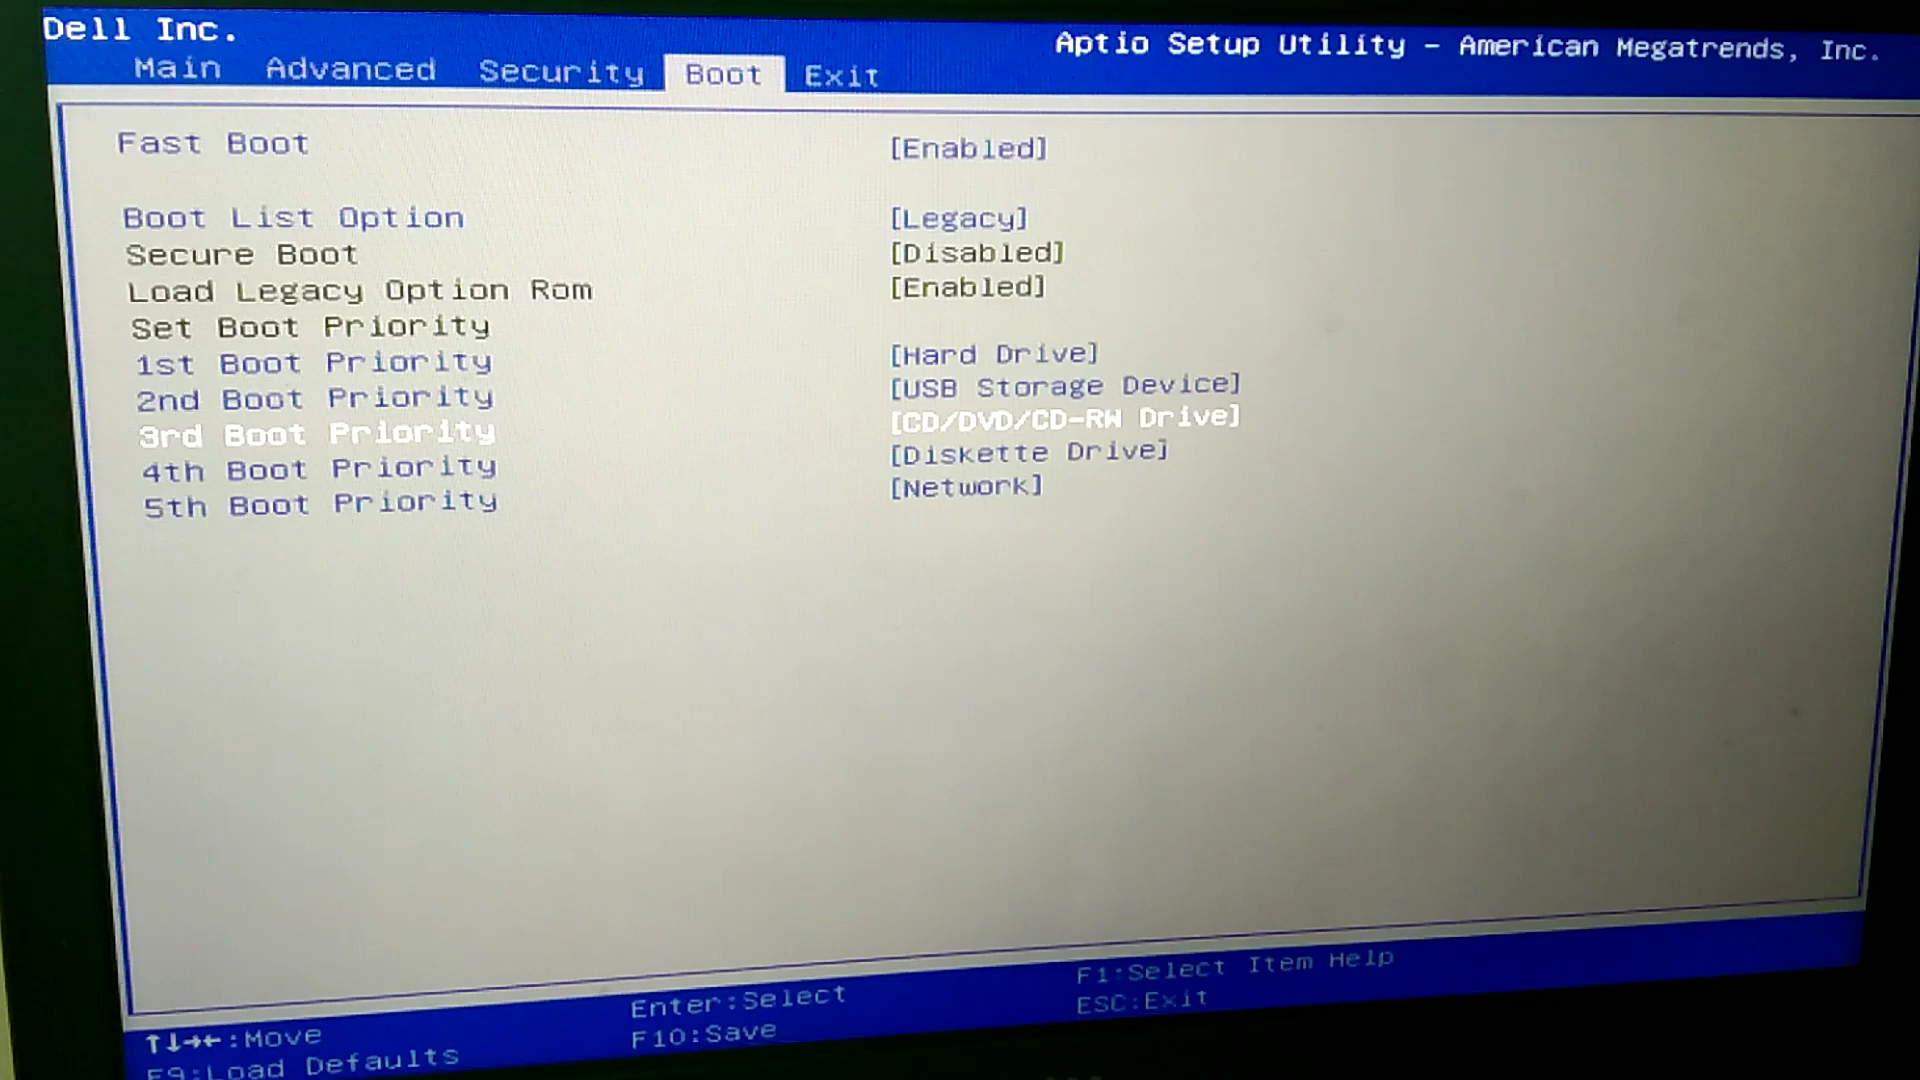 Dell Inc.
Aptio Setup Utility - American Megatrends, Inc.
Main Advanced Security Boot Exit
Fast Boot [Enabled]
Boot List Option [Legacy]
Secure Boot [Disabled]
Load Legacy Option Rom [Enabled]
Set Boot Priority
1st Boot Priority [Hard Drive]
2nd Boot Priority [USB Storage Device]
3rd Boot Priority [CD/DVD/CD-RW Drive]
4th Boot Priority [Diskette Drive]
5th Boot Priority [Network]
↑↓→←:Move Enter:Select F1:Select Item Help
F9:Load Defaults F10:Save ESC:Exit